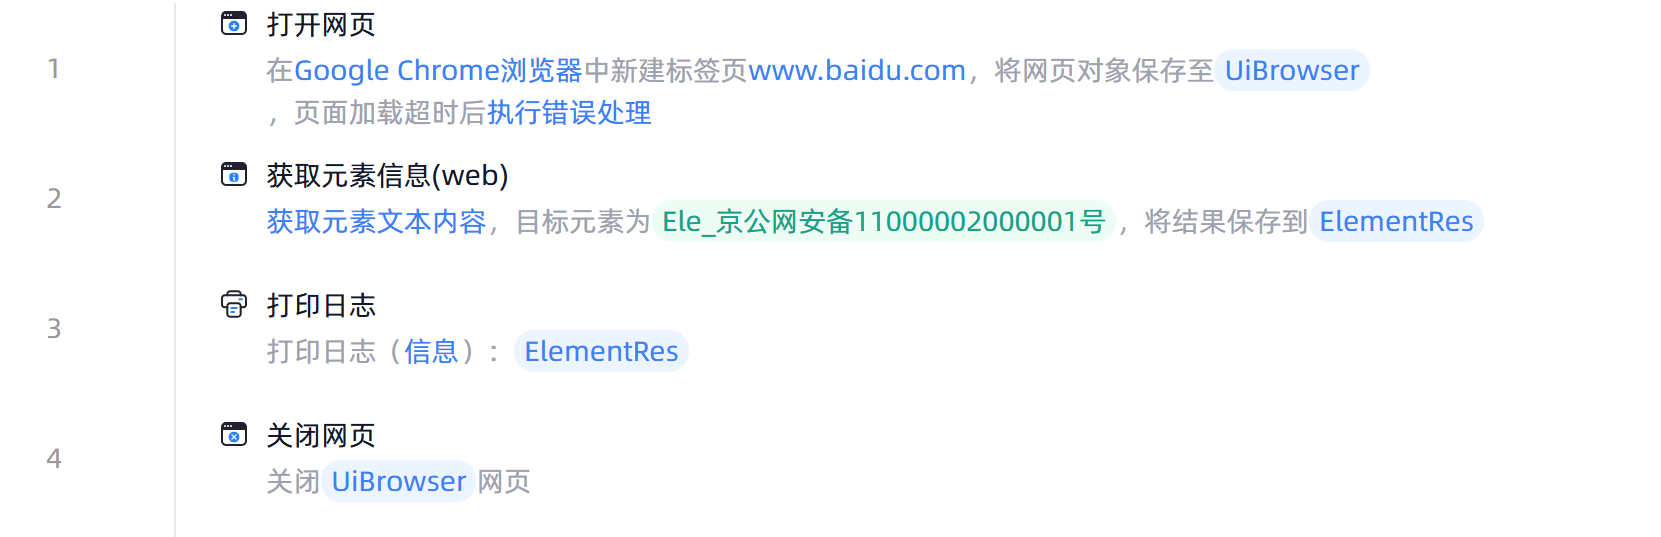 打开网页
1
在Google Chrome浏览器中新建标签页www.baidu.com，将网页对象保存至 UiBrowser
，页面加载超时后执行错误处理
获取元素信息(web)
2
获取元素文本内容，目标元素为 Ele_京公网安备11000002000001号 ，将结果保存到 ElementRes
打印日志
3
打印日志（信息）： ElementRes
关闭网页
4
关闭 UiBrowser 网页